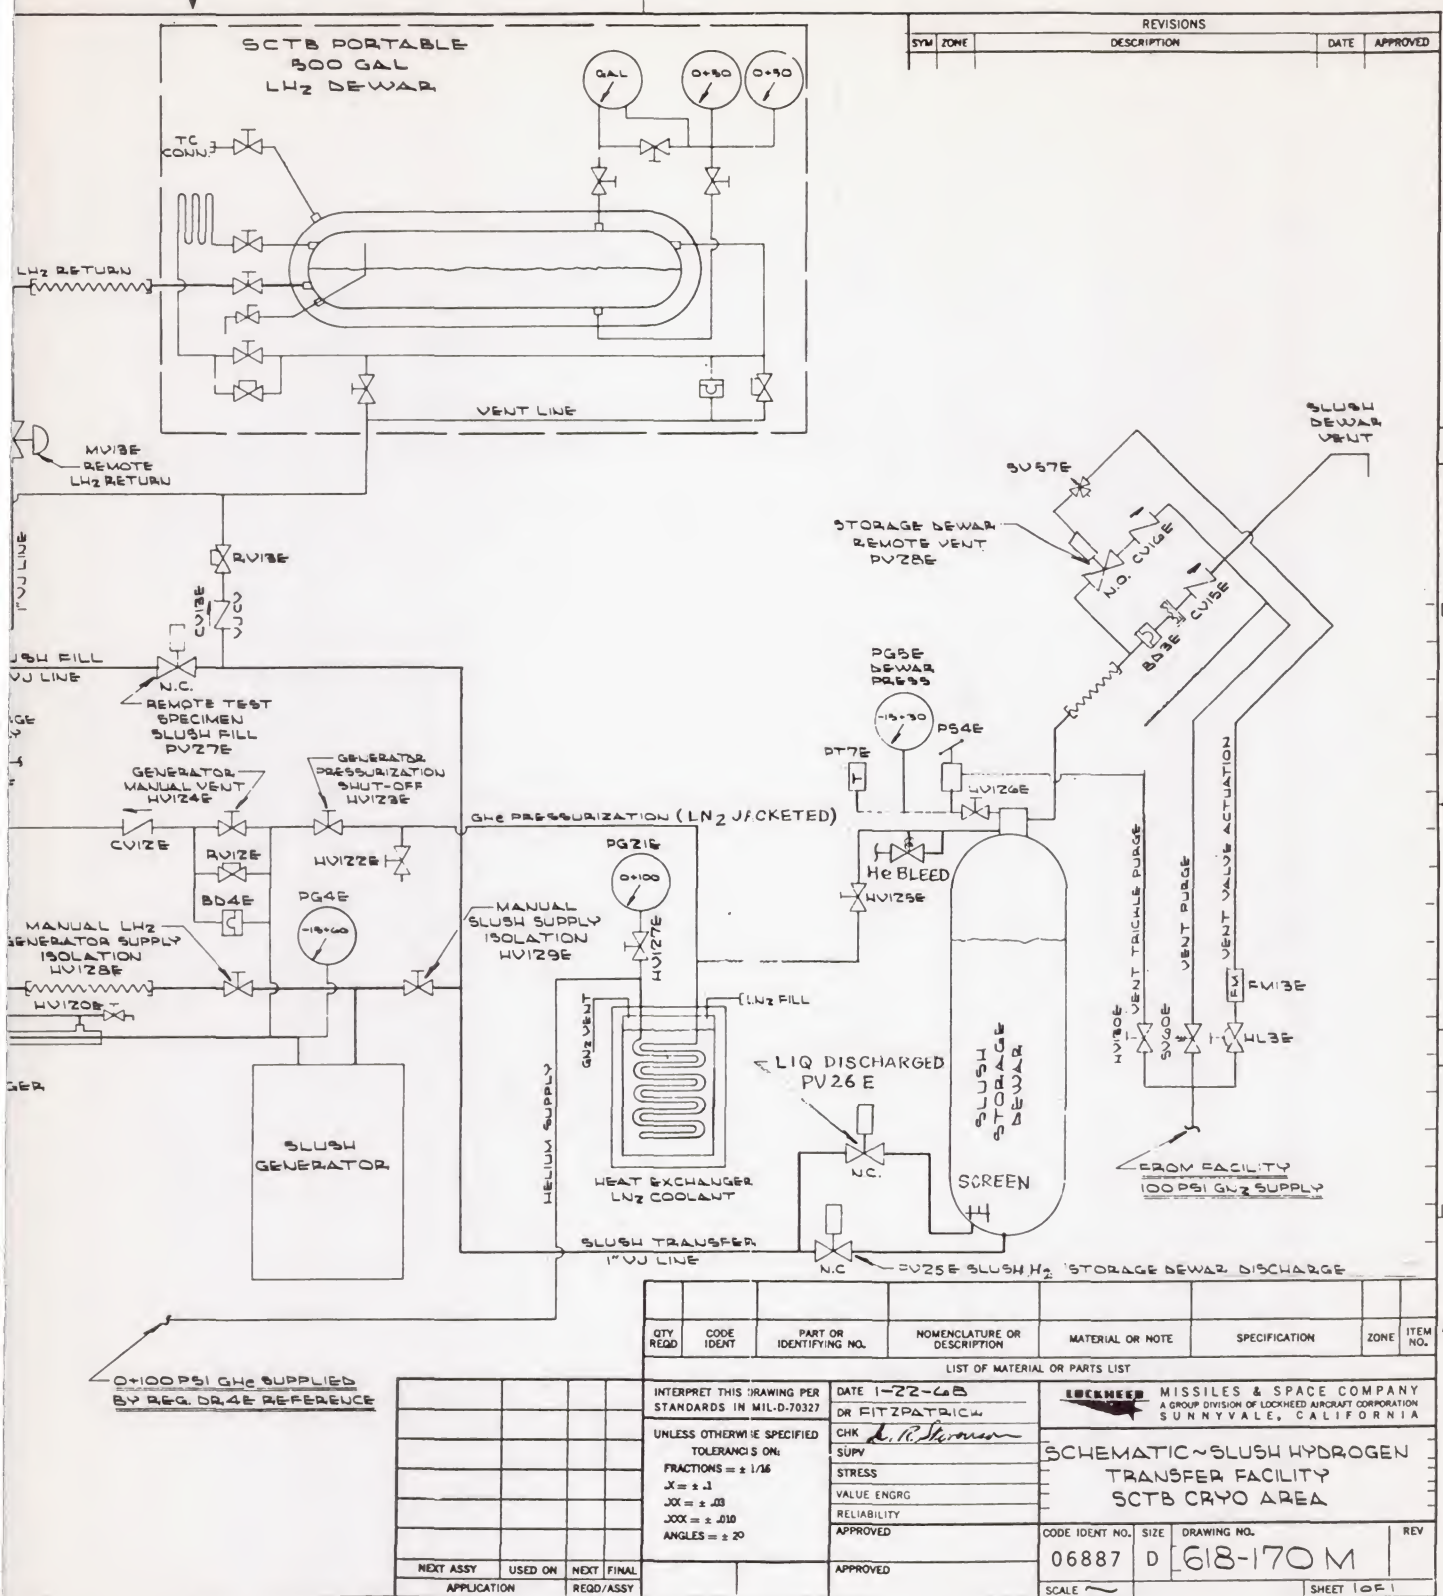 REVISIONS
SYM ZONE DESCRIPTION DATE APPROVED
SCTB PORTABLE
500 GAL
LH2 DEWAR
GAL
0+50
0+50
TC
CONN.
LH2 RETURN
VENT LINE
MV13E
REMOTE
LH2 RETURN
1" VJ LINE
RV13E
CV13E
SLUSH
DEWAR
VENT
SV57E
STORAGE DEWAR
REMOTE VENT
PV28E
N.O.
CV16E
CV15E
BD3E
FILL
VJ LINE
N.C.
REMOTE TEST
SPECIMEN
SLUSH FILL
PV27E
GENERATOR
MANUAL VENT
HV124E
GENERATOR
PRESSURIZATION
SHUT-OFF
HV123E
PG5E
DEWAR
PRESS
-15+30
PS4E
PT7E
T
HV126E
GHe PRESSURIZATION (LN2 JACKETED)
CV12E
RV12E
HV122E
BD4E
PG4E
-15+60
PG21E
0+100
HV127E
He BLEED
HV125E
MANUAL LH2
GENERATOR SUPPLY
ISOLATION
HV128E
MANUAL
SLUSH SUPPLY
ISOLATION
HV129E
HV120E
GN2 VENT
LN2 FILL
VENT TRICKLE PURGE
VENT PURGE
VENT VALVE ACTUATION
FM
FM13E
HV130E
SV60E
HL3E
SLUSH
STORAGE
DEWAR
LIQ DISCHARGED
PV26E
N.C.
SLUSH
GENERATOR
HELIUM SUPPLY
HEAT EXCHANGER
LN2 COOLANT
SCREEN
FROM FACILITY
100 PSI GN2 SUPPLY
SLUSH TRANSFER
1" VJ LINE
N.C
PV25E SLUSH H2 STORAGE DEWAR DISCHARGE
0+100 PSI GHe SUPPLIED
BY REG. DR4E REFERENCE
QTY REQD CODE IDENT PART OR IDENTIFYING NO. NOMENCLATURE OR DESCRIPTION MATERIAL OR NOTE SPECIFICATION ZONE ITEM NO.
LIST OF MATERIAL OR PARTS LIST
INTERPRET THIS DRAWING PER
STANDARDS IN MIL-D-70327
UNLESS OTHERWISE SPECIFIED
TOLERANCES ON:
FRACTIONS = ± 1/16
.X = ± .1
.XX = ± .03
.XXX = ± .010
ANGLES = ± 2°
DATE 1-22-68
DR FITZPATRICK
CHK
SUPV
STRESS
VALUE ENGRG
RELIABILITY
APPROVED
APPROVED
LOCKHEED MISSILES & SPACE COMPANY
A GROUP DIVISION OF LOCKHEED AIRCRAFT CORPORATION
SUNNYVALE, CALIFORNIA
SCHEMATIC~SLUSH HYDROGEN
TRANSFER FACILITY
SCTB CRYO AREA
CODE IDENT NO. SIZE DRAWING NO. REV
06887 D 618-170 M
SCALE ~ SHEET 1 OF 1
NEXT ASSY USED ON NEXT FINAL
APPLICATION REQD/ASSY